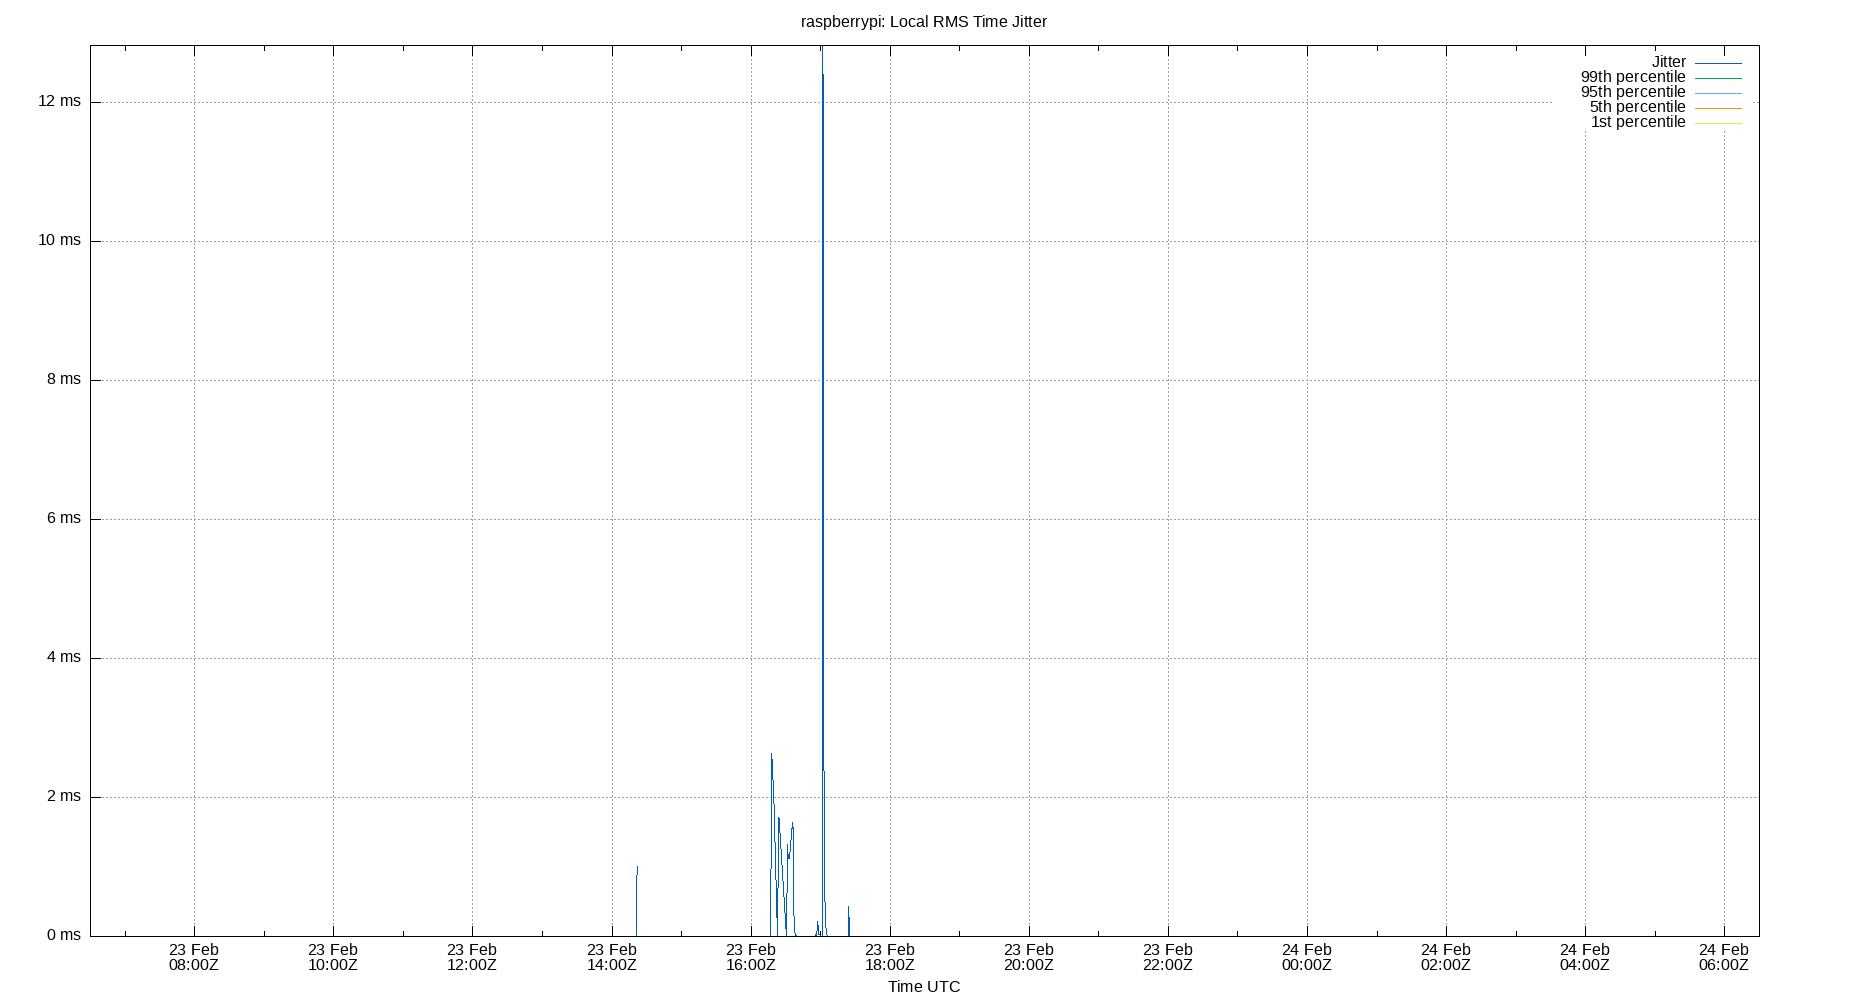 raspberrypi: Local RMS Time Jitter
Jitter
99th percentile
95th percentile
5th percentile
1st percentile
12 ms
10 ms
8 ms
6 ms
4 ms
2 ms
0 ms
23 Feb 23 Feb 23 Feb 23 Feb 23 Feb 23 Feb 23 Feb 23 Feb 24 Feb 24 Feb 24 Feb 24 Feb
08:00Z 10:00Z 12:00Z 14:00Z 16:00Z 18:00Z 20:00Z 22:00Z 00:00Z 02:00Z 04:00Z 06:00Z
Time UTC